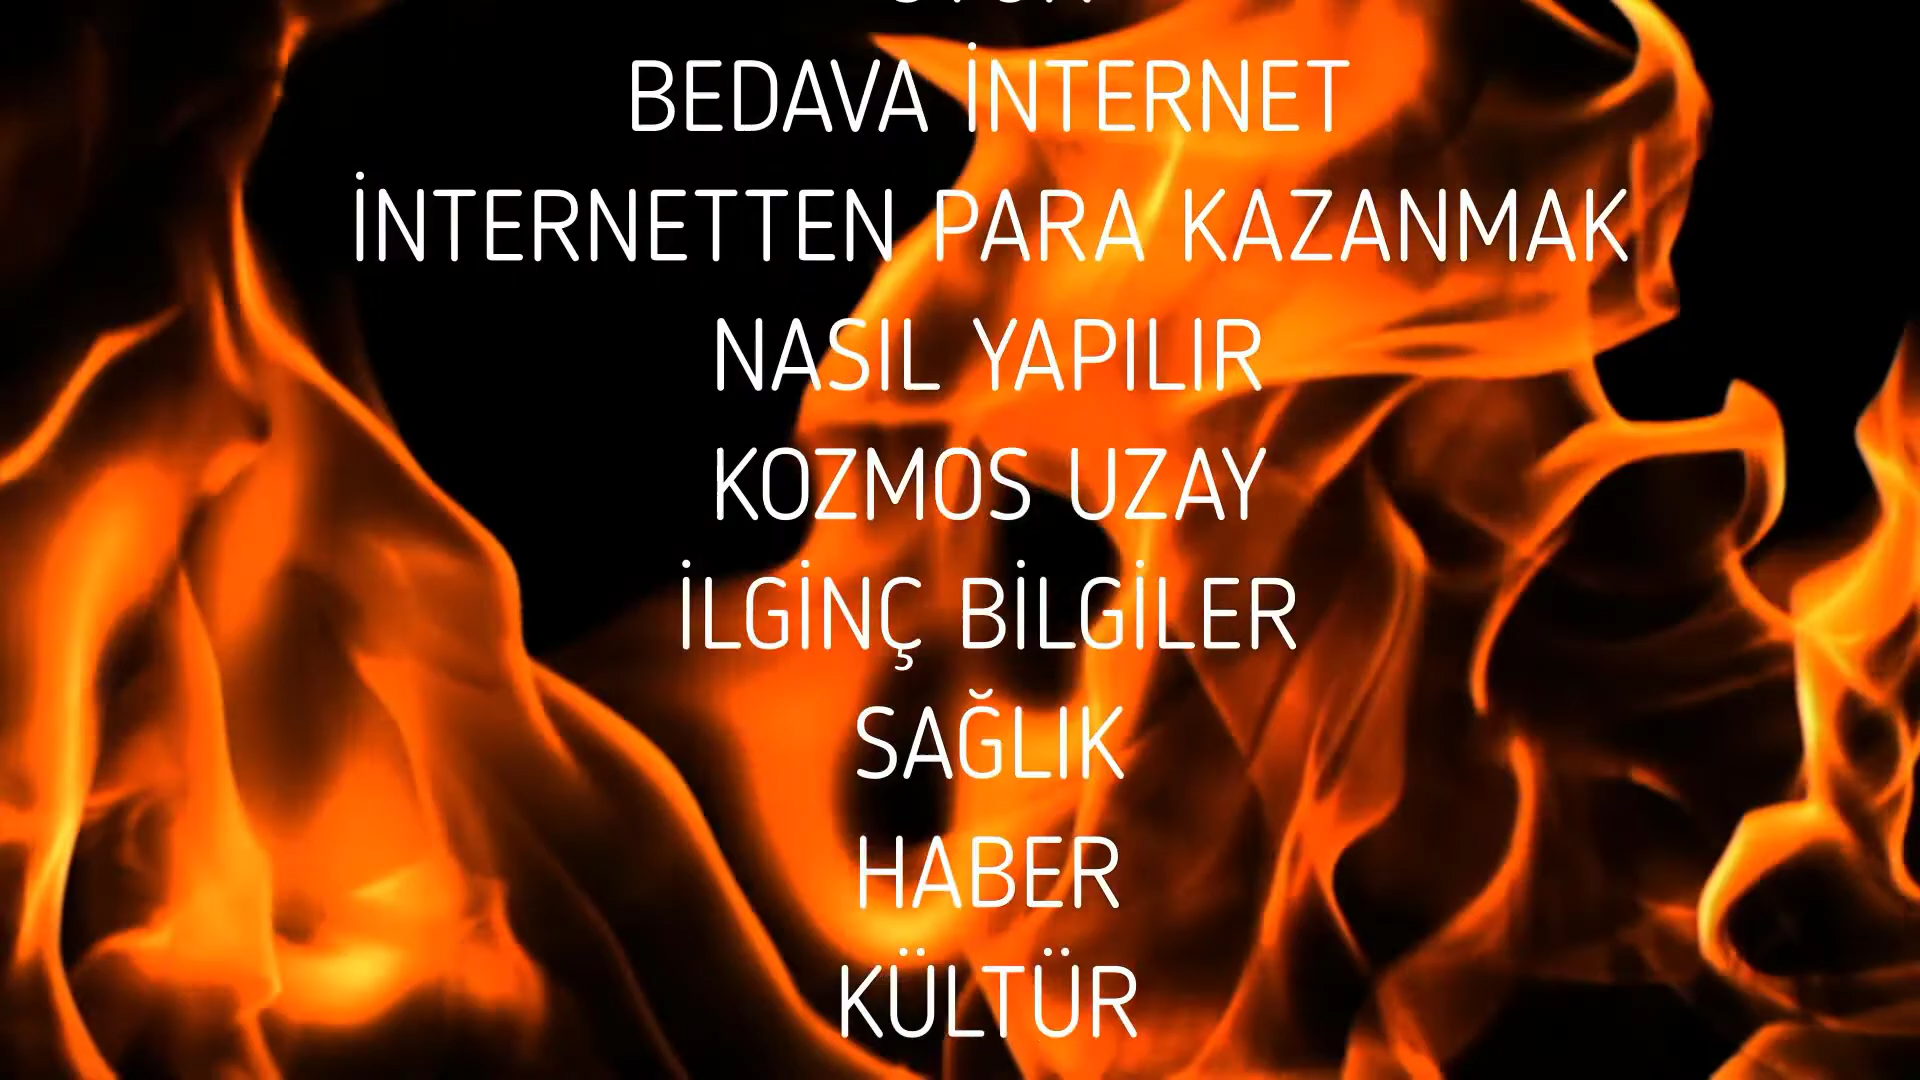 BEDAVA İNTERNET
İNTERNETTEN PARA KAZANMAK
NASIL YAPILIR
KOZMOS UZAY
İLGİNÇ BİLGİLER
SAĞLIK
HABER
KÜLTÜR